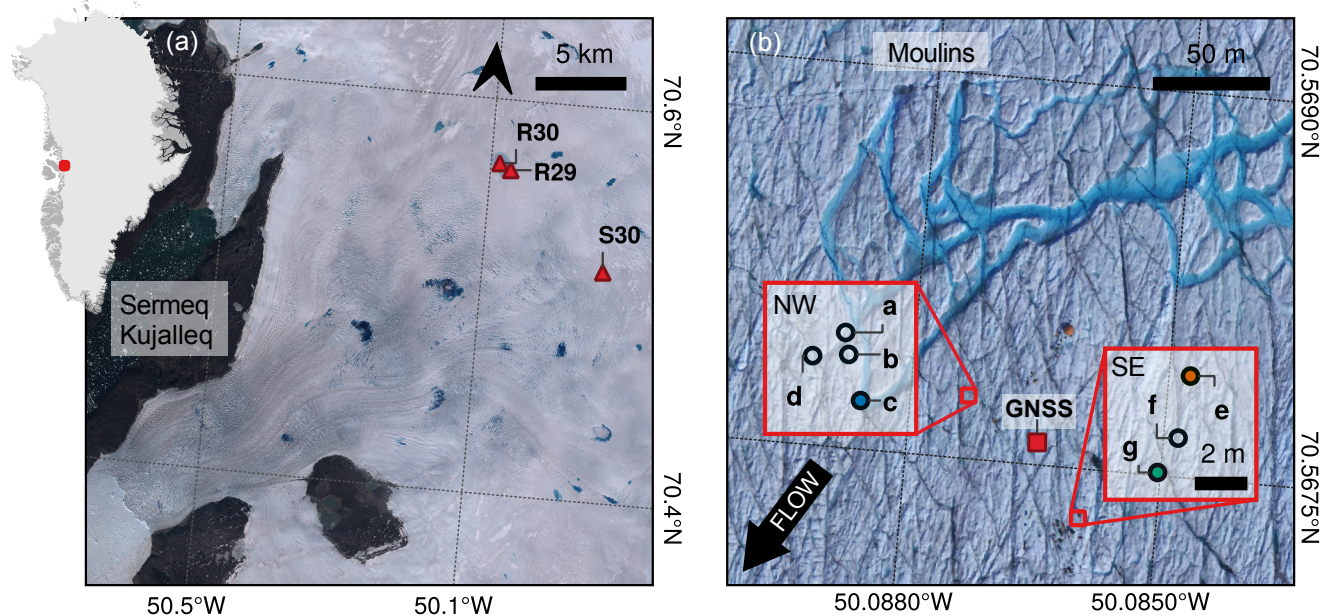 (a)
5 km
70.6°N
R30
R29
S30
Sermeq
Kujalleq
70.4°N
50.5°W
50.1°W
(b)
Moulins
50 m
70.5690°N
NW
a
b
d
c
GNSS
SE
e
f
g
2 m
FLOW
70.5675°N
50.0880°W
50.0850°W